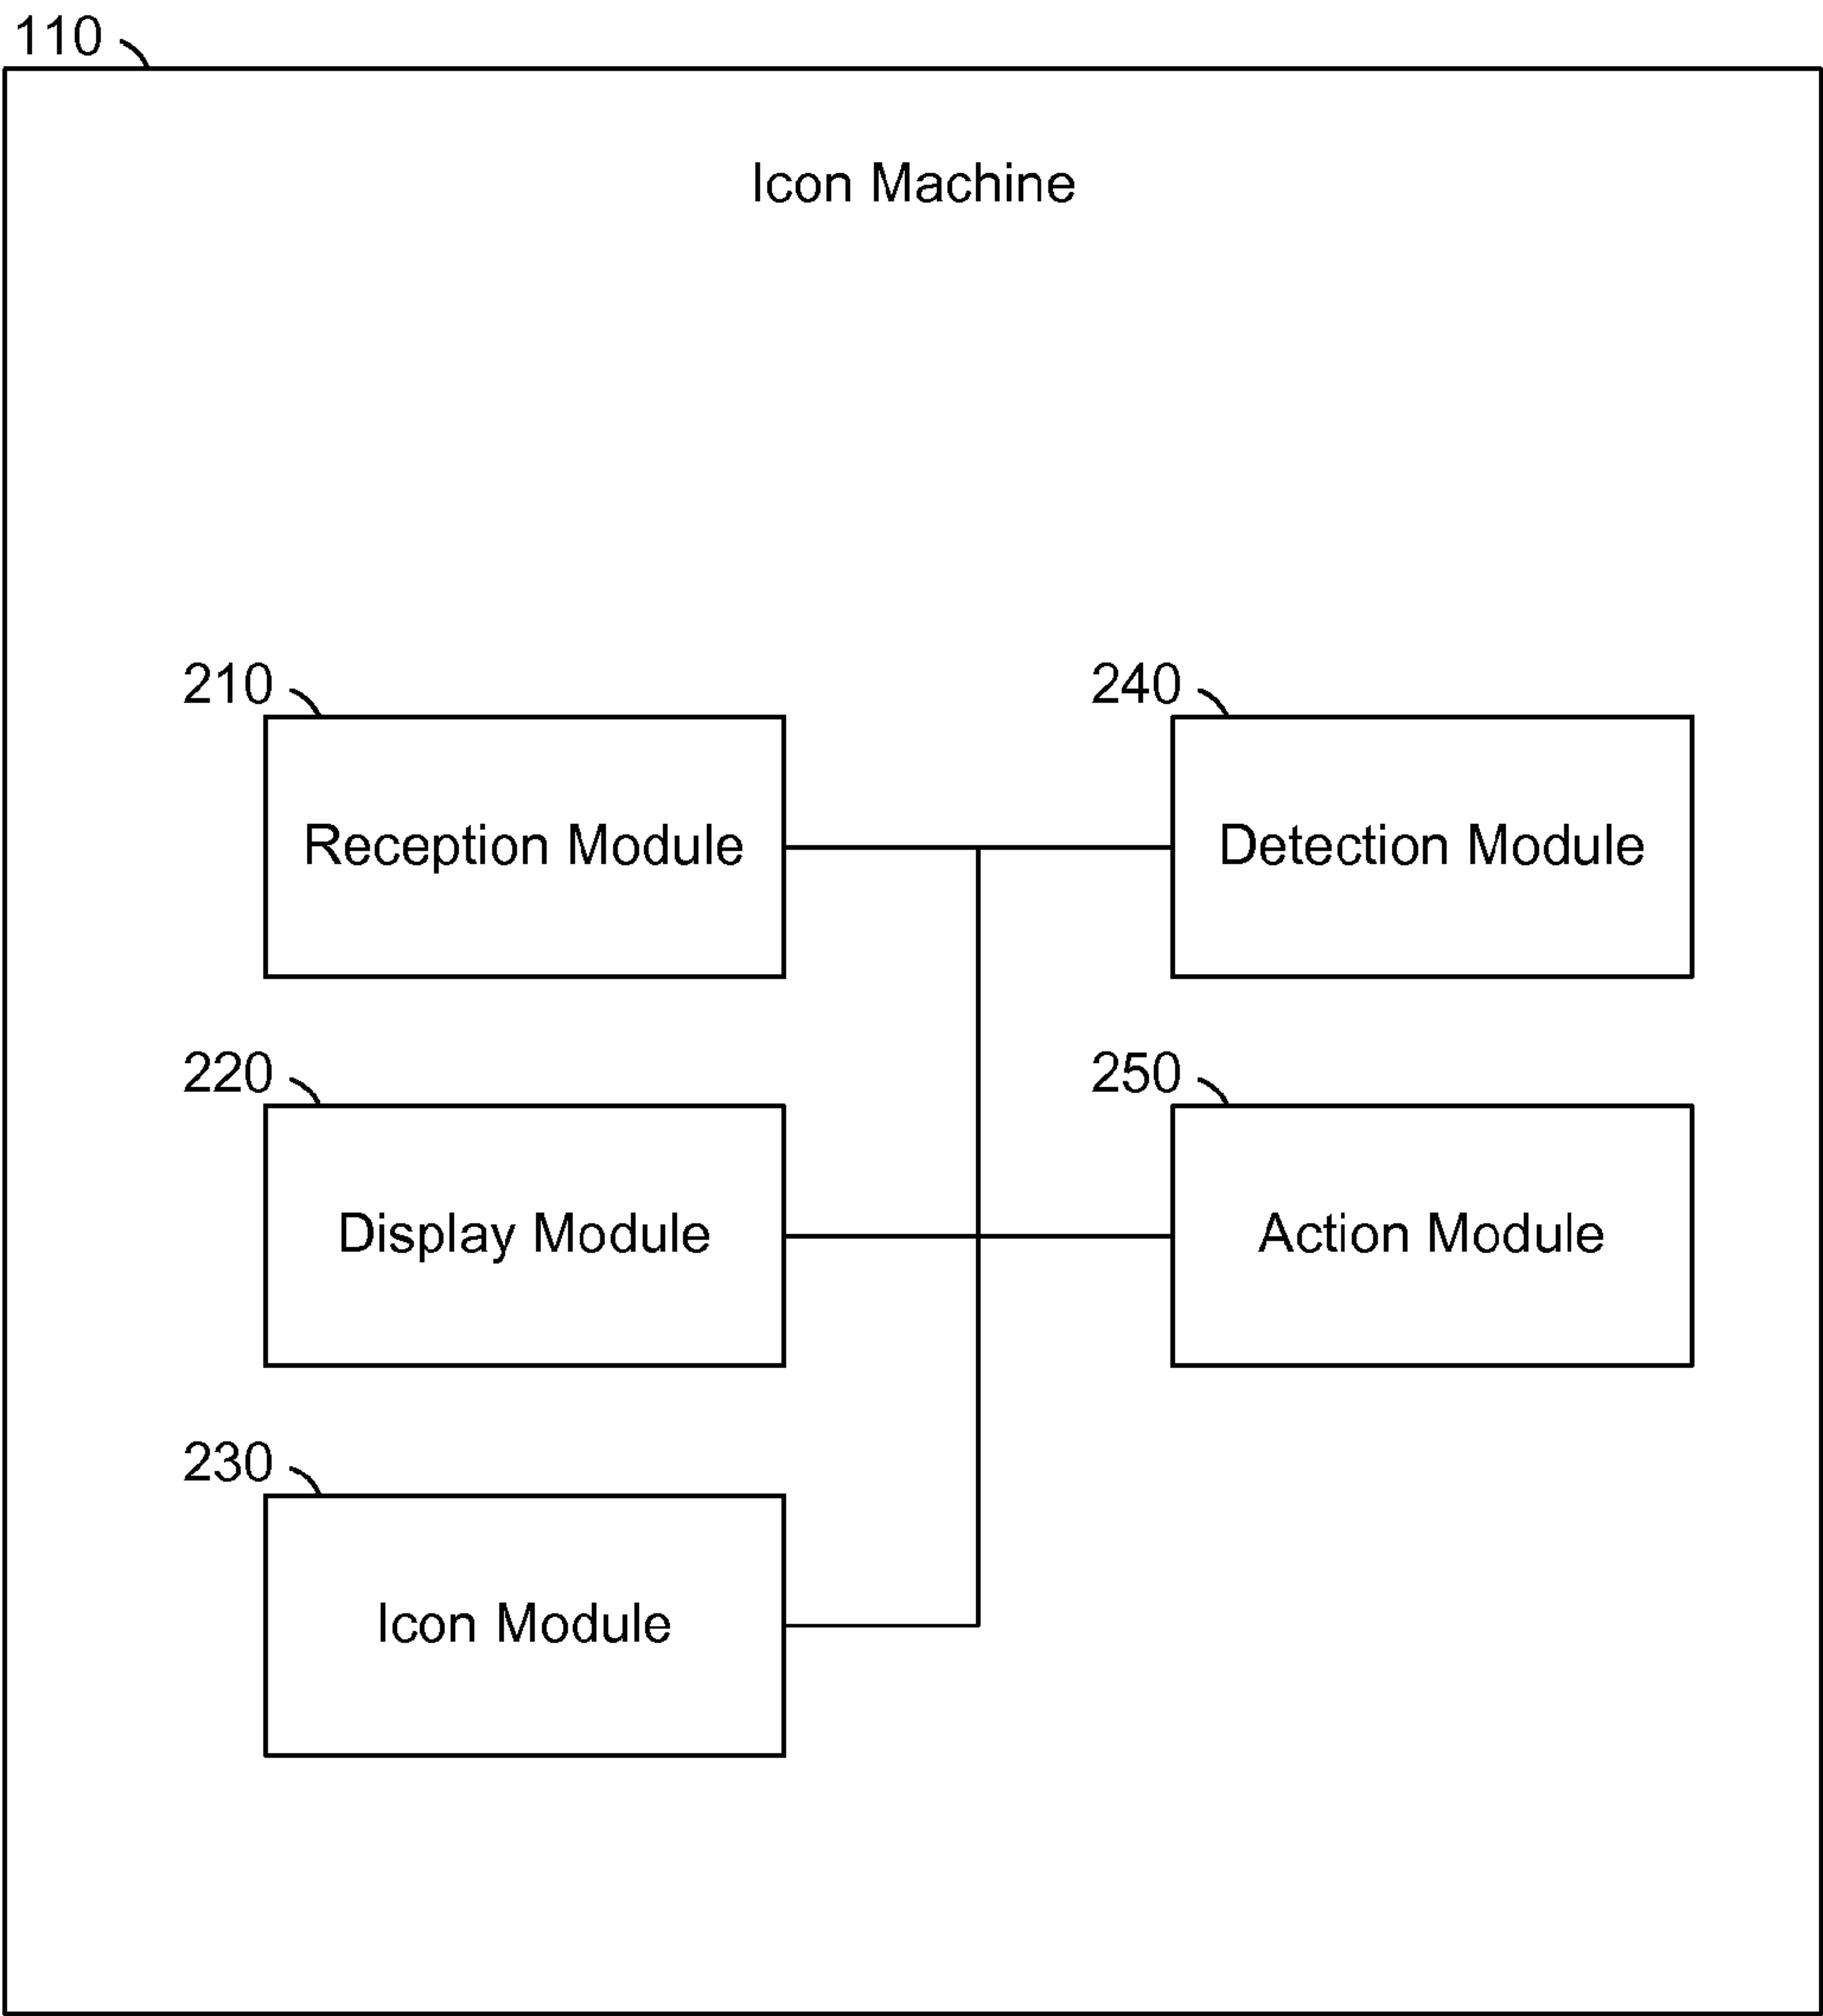 110
Icon Machine
210
Reception Module
240
Detection Module
220
Display Module
250
Action Module
230
Icon Module